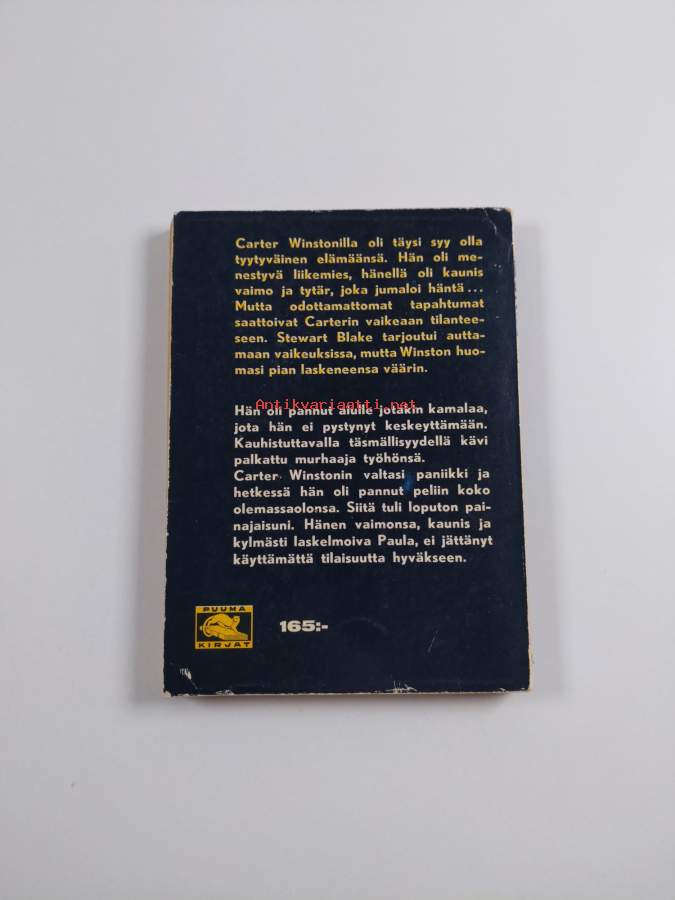 Carter Winstonilla oli täysi syy olla
tyytyväinen elämäänsä. Hän oli me-
nestyvä liikemies, hänellä oli kaunis
vaimo ja tytär, joka jumaloi häntä ...
Mutta odottamattomat tapahtumat
saattoivat Carterin vaikeaan tilantee-
seen. Stewart Blake tarjoutui autta-
maan vaikeuksissa, mutta Winston huo-
masi pian laskeneensa väärin.
Antikvariaatti.net
Hän oli pannut alulle jotakin kamalaa,
jota hän ei pystynyt keskeyttämään.
Kauhistuttavalla täsmällisyydellä kävi
palkattu murhaaja työhönsä.
Carter Winstonin valtasi paniikki ja
hetkessä hän oli pannut peliin koko
olemassaolonsa. Siitä tuli loputon pai-
najaisuni. Hänen vaimonsa, kaunis ja
kylmästi laskelmoiva Paula, ei jättänyt
käyttämättä tilaisuutta hyväkseen.
PUUMA
KIRJAT
165:-